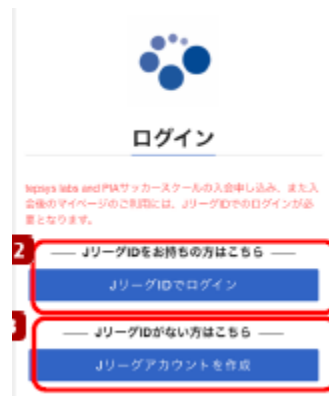 ログイン
tepsys labs and PIAサッカースクールの入会申し込み、また入
会後のマイページのご利用には、JリーグIDでのログインが必
要となります。
2
JリーグIDをお持ちの方はこちら
JリーグIDでログイン
JリーグIDがない方はこちら
Jリーグアカウントを作成